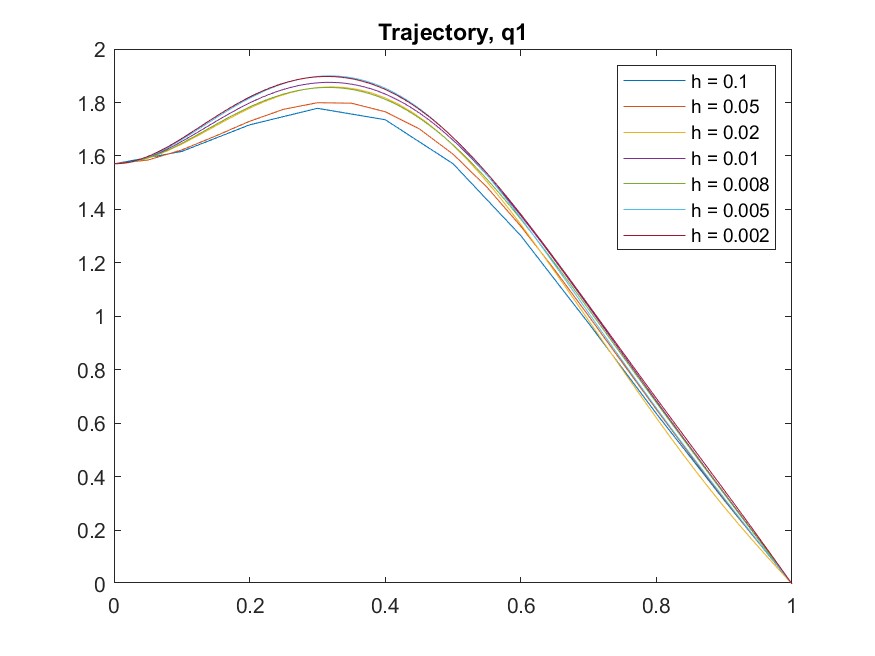 Trajectory, q1
2
1.8
1.6
1.4
1.2
1
0.8
0.6
0.4
0.2
0
h = 0.1
h = 0.05
h = 0.02
h = 0.01
h = 0.008
h = 0.005
h = 0.002
0 0.2 0.4 0.6 0.8 1